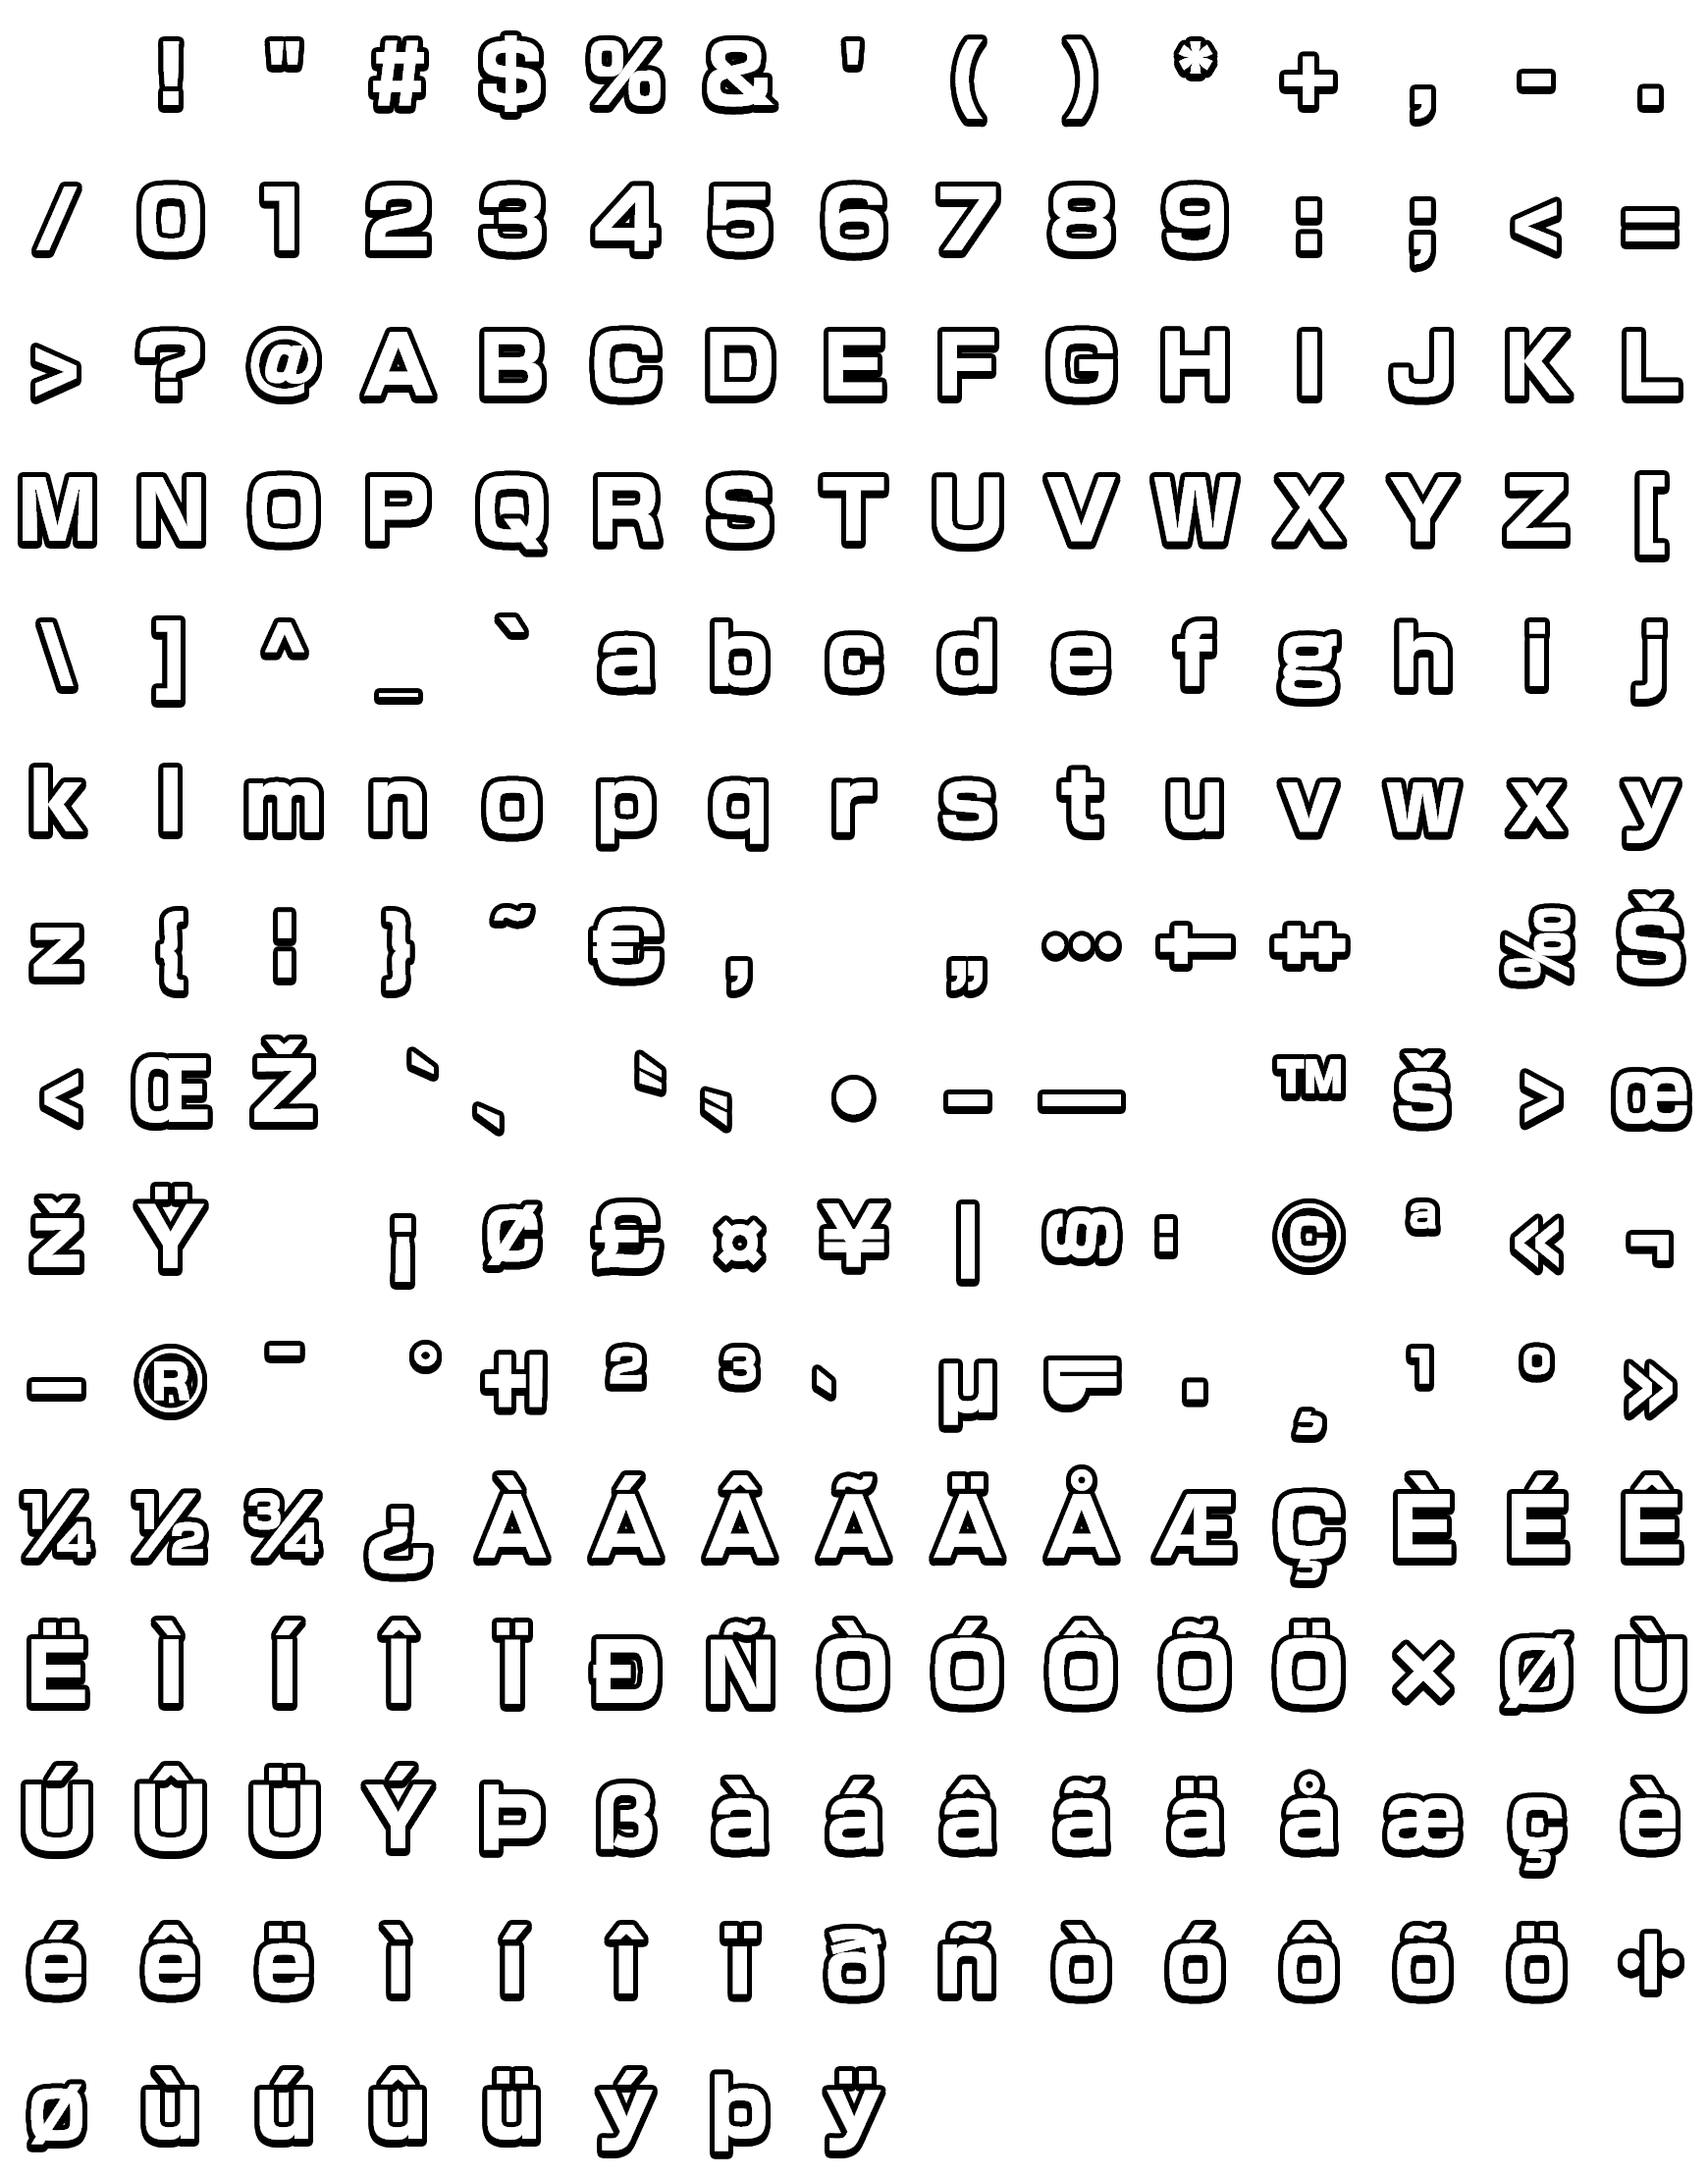 ! " # $ % & ' ( ) * + , - .
/ 0 1 2 3 4 5 6 7 8 9 : ; < =
> ? @ A B C D E F G H I J K L
M N O P Q R S T U V W X Y Z [
\ ] ^ _ ` a b c d e f g h i j
k l m n o p q r s t u v w x y
z { ¦ } ˜ € ‚ „ … † ‡ ‰ Š
‹ Œ Ž ‘ ’ “ ” • – — ™ š › œ
ž Ÿ ¡ ¢ £ ¤ ¥ | § ¨ © ª « ¬
- ® ¯ ° ± ² ³ ´ µ ¶ · ¸ ¹ º »
¼ ½ ¾ ¿ À Á Â Ã Ä Å Æ Ç È É Ê
Ë Ì Í Î Ï Ð Ñ Ò Ó Ô Õ Ö × Ø Ù
Ú Û Ü Ý Þ ß à á â ã ä å æ ç è
é ê ë ì í î ï ð ñ ò ó ô õ ö ÷
ø ù ú û ü ý þ ÿ